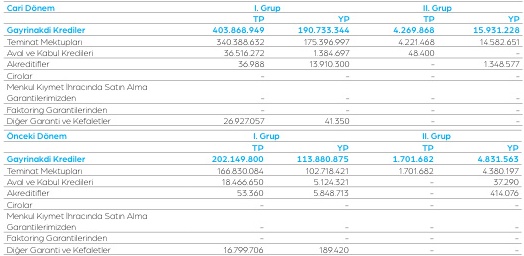 Cari Dönem I. Grup II. Grup
TP YP TP YP
Gayrinakdi Krediler 403.868.949 190.733.344 4.269.868 15.931.228
Teminat Mektupları 340.388.632 175.396.997 4.221.468 14.582.651
Aval ve Kabul Kredileri 36.516.272 1.384.697 48.400 –
Akreditifler 36.988 13.910.300 – 1.348.577
Cirolar – – – –
Menkul Kıymet İhracında Satın Alma
Garantilerimizden – – – –
Faktoring Garantilerinden – – – –
Diğer Garanti ve Kefaletler 26.927.057 41.350 – –
Önceki Dönem I. Grup II. Grup
TP YP TP YP
Gayrinakdi Krediler 202.149.800 113.880.875 1.701.682 4.831.563
Teminat Mektupları 166.830.084 102.718.421 1.701.682 4.380.197
Aval ve Kabul Kredileri 18.466.650 5.124.321 – 37.290
Akreditifler 53.360 5.848.713 – 414.076
Cirolar – – – –
Menkul Kıymet İhracında Satın Alma
Garantilerimizden – – – –
Faktoring Garantilerinden – – – –
Diğer Garanti ve Kefaletler 16.799.706 189.420 – –